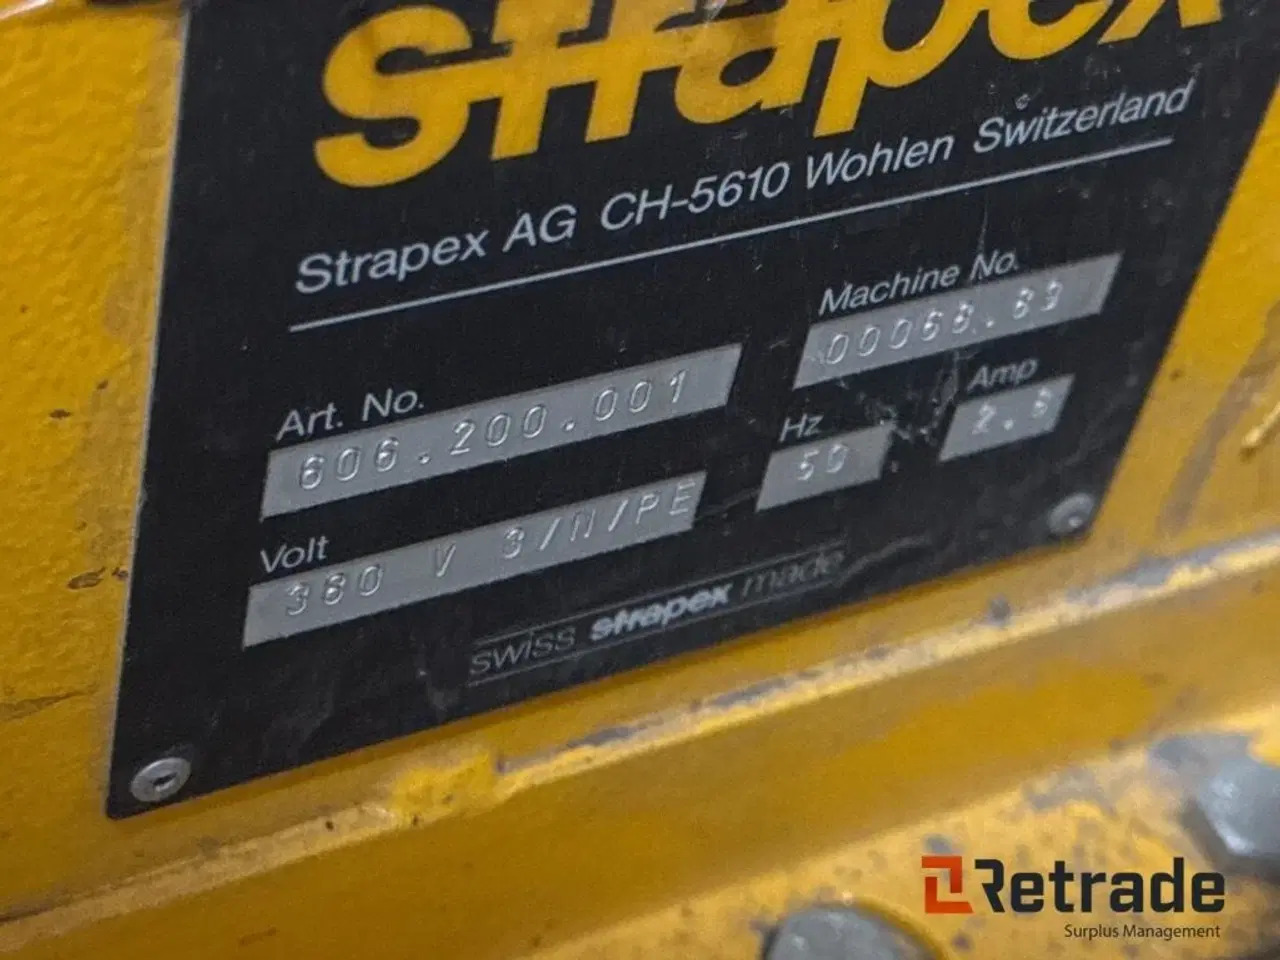 strapex
Strapex AG CH-5610 Wohlen Switzerland
Machine No.
Art. No.
606.200.001
Hz
50
Amp
Volt
380 V 3/N/PE
swiss strapex made
Retrade
Surplus Management